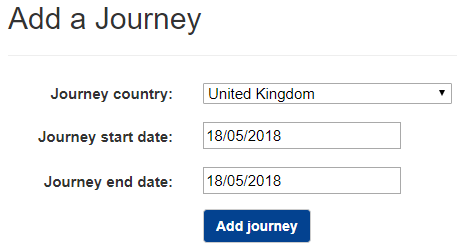 Add a Journey
Journey country: United Kingdom
Journey start date: 18/05/2018
Journey end date: 18/05/2018
Add journey